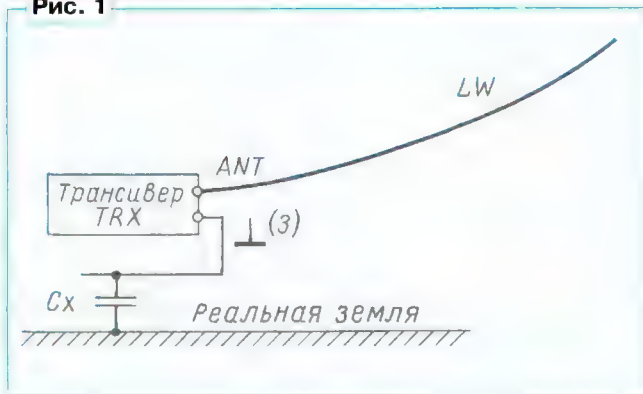 Рис. 1
LW
ANT
Трансивер
TRX
(3)
Cx
Реальная земля